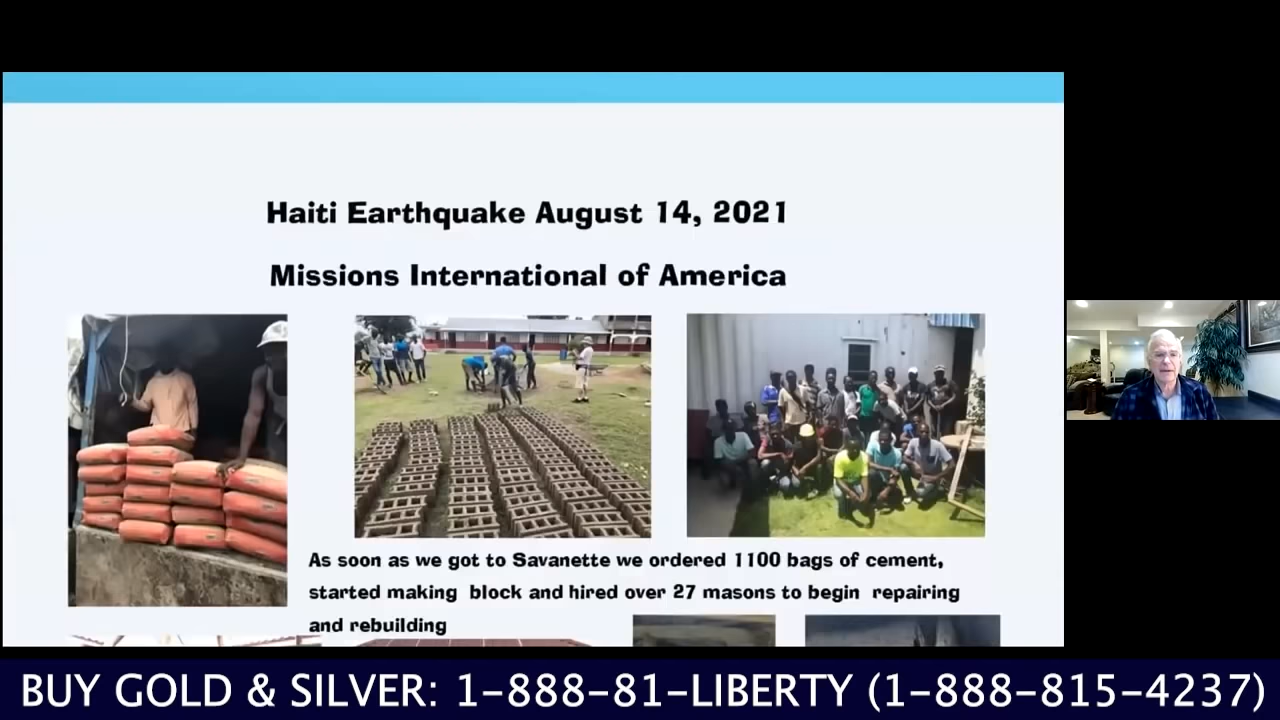 Haiti Earthquake August 14, 2021
Missions International of America
As soon as we got to Savanette we ordered 1100 bags of cement,
started making block and hired over 27 masons to begin repairing
and rebuilding
BUY GOLD & SILVER: 1-888-81-LIBERTY (1-888-815-4237)